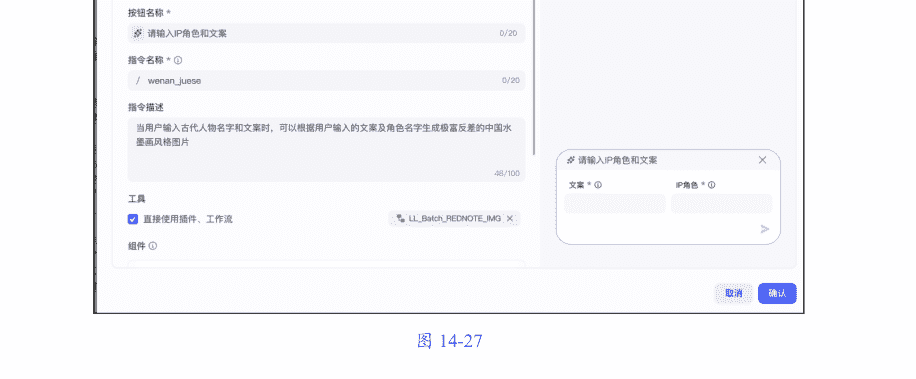 按钮名称 *
请输入IP角色和文案 0/20
指令名称 *
/ wenan_juese 0/20
指令描述
当用户输入古代人物名字和文案时，可以根据用户输入的文案及角色名字生成极富反差的中国水
墨画风格图片
46/100
工具
直接使用插件、工作流 LL_Batch_REDNOTE_IMG
组件
请输入IP角色和文案
文案 * IP角色 *
取消 确认
图 14-27